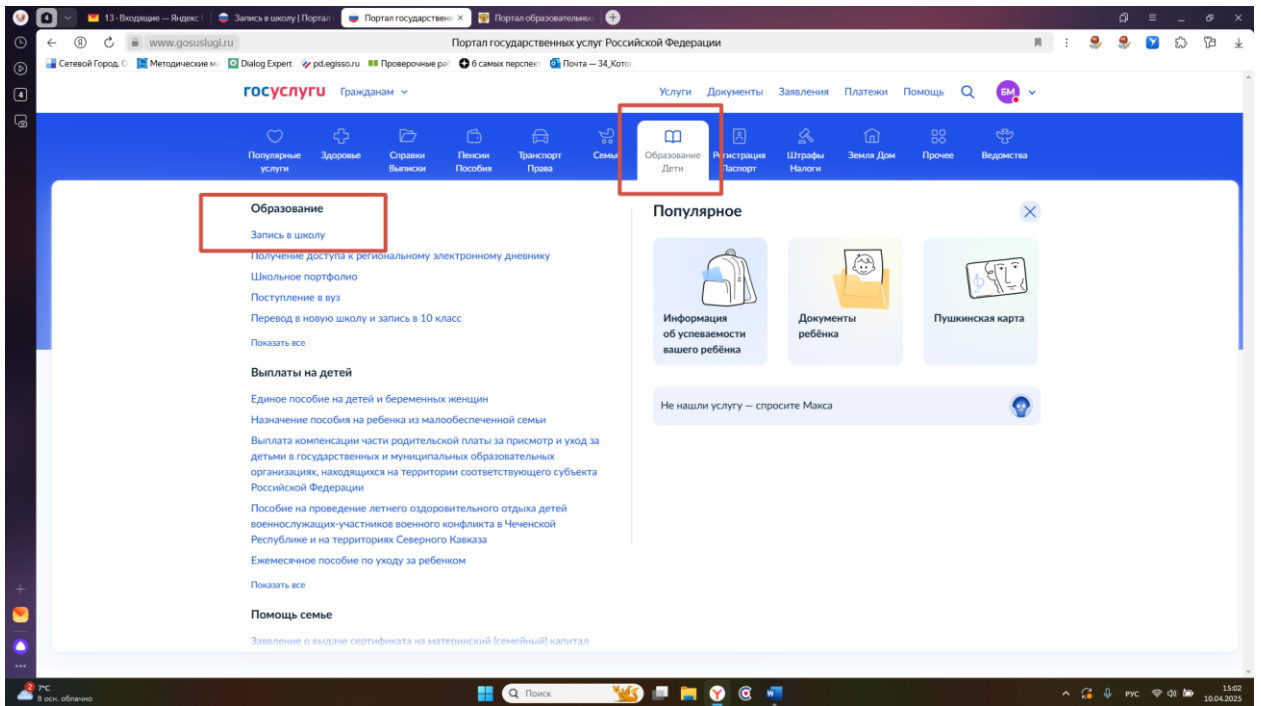 4
13 · Входящие — Яндекс
Запись в школу | Портал
Портал государствен
Портал образователь
www.gosuslugi.ru
Портал государственных услуг Российской Федерации
Сетевой Город. О
Методические м
Dialog Expert
pd.egisso.ru
Проверочные ра
6 самых перспек
Почта — 34_Кото
4
госуслуги
Гражданам
Услуги
Документы
Заявления
Платежи
Помощь
БМ
Популярные
услуги
Здоровье
Справки
Выписки
Пенсии
Пособия
Транспорт
Права
Семья
Образование
Дети
Регистрация
Паспорт
Штрафы
Налоги
Земля Дом
Прочее
Ведомства
Образование
Запись в школу
Получение доступа к региональному электронному дневнику
Школьное портфолио
Поступление в вуз
Перевод в новую школу и запись в 10 класс
Показать все
Выплаты на детей
Единое пособие на детей и беременных женщин
Назначение пособия на ребенка из малообеспеченной семьи
Выплата компенсации части родительской платы за присмотр и уход за
детьми в государственных и муниципальных образовательных
организациях, находящихся на территории соответствующего субъекта
Российской Федерации
Пособие на проведение летнего оздоровительного отдыха детей
военнослужащих-участников военного конфликта в Чеченской
Республике и на территориях Северного Кавказа
Ежемесячное пособие по уходу за ребенком
Показать все
Помощь семье
Заявление о выдаче сертификата на материнский (семейный) капитал
Популярное
Информация
об успеваемости
вашего ребёнка
Документы
ребёнка
Пушкинская карта
Не нашли услугу — спросите Макса
2
7°C
В осн. облачно
Поиск
РУС
15:02
10.04.2025